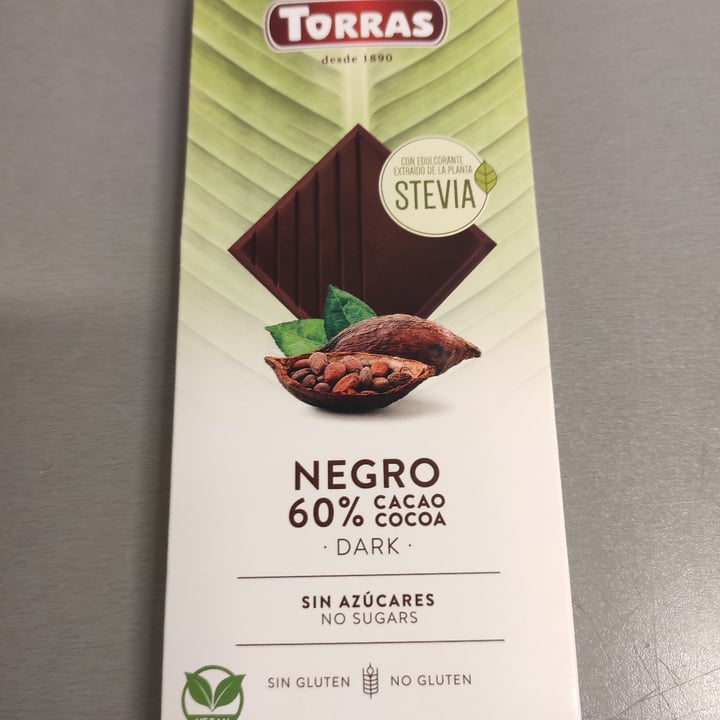 TORRAS
desde 1890
CON EDULCORANTE
EXTRAÍDO DE LA PLANTA
STEVIA
NEGRO
60% CACAO
COCOA
· DARK ·
SIN AZÚCARES
NO SUGARS
SIN GLUTEN NO GLUTEN
VEGAN